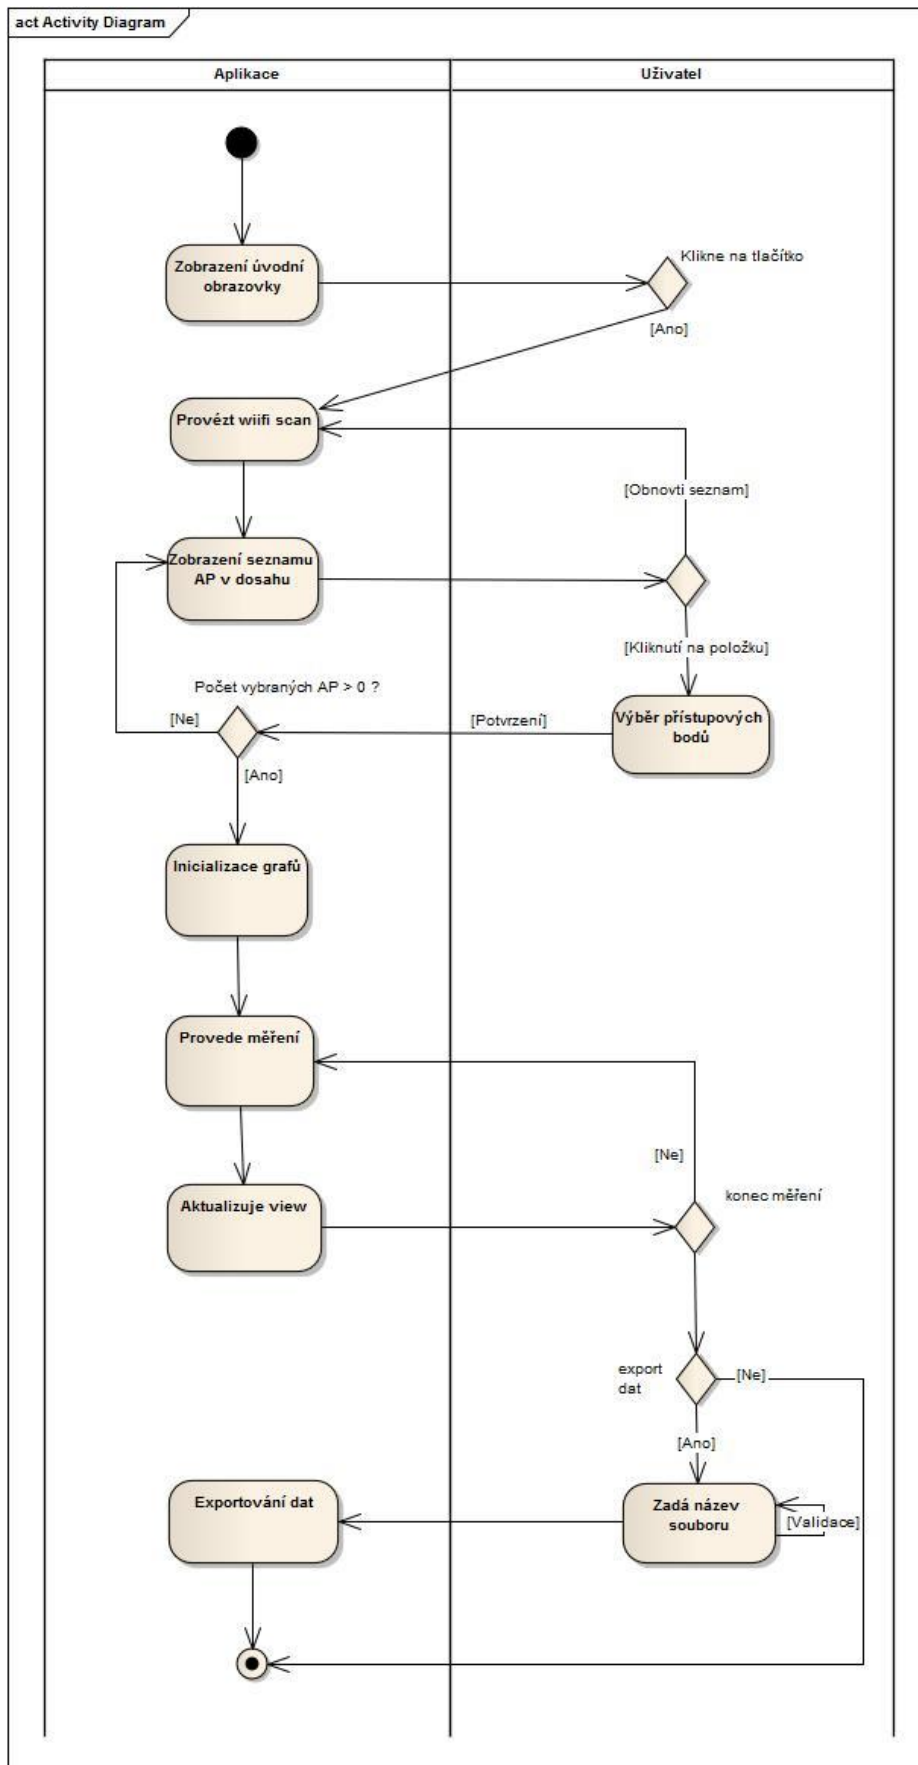 act Activity Diagram
Aplikace
Uživatel
Zobrazení úvodní
obrazovky
Klikne na tlačítko
[Ano]
Provézt wiifi scan
[Obnovti seznam]
Zobrazení seznamu
AP v dosahu
[Kliknutí na položku]
Počet vybraných AP > 0 ?
[Ne]
[Potvrzení]
Výběr přístupových
bodů
[Ano]
Inicializace grafů
Provede měření
[Ne]
konec měření
Aktualizuje view
export
dat
[Ne]
[Ano]
Exportování dat
Zadá název
souboru
[Validace]